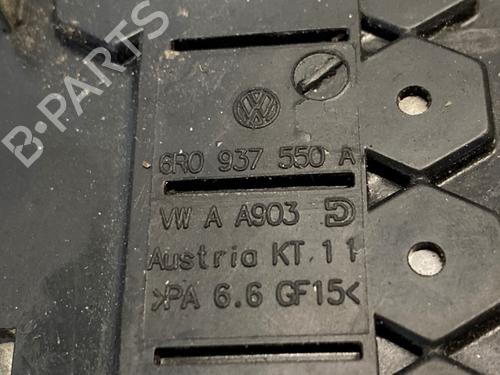 B-PARTS
6R0 937 550 A
VW A A903 D
Austria KT. 11
>PA 6.6 GF15<